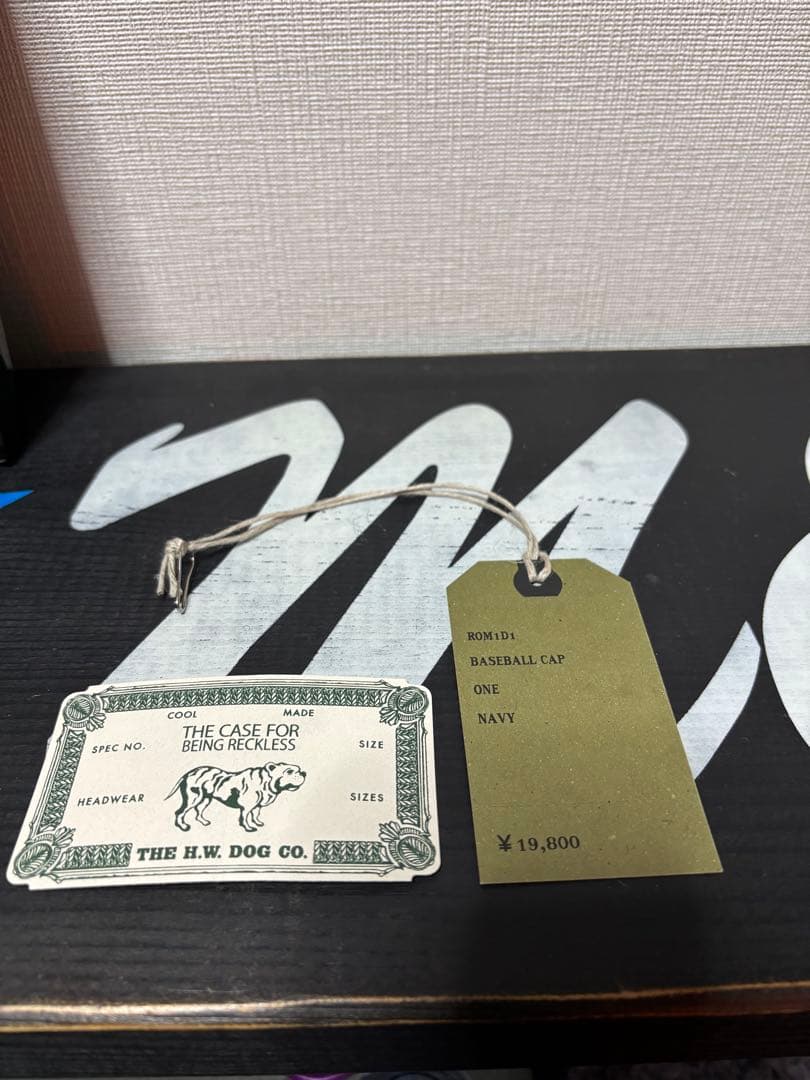 COOL MADE
THE CASE FOR
BEING RECKLESS
SPEC NO. SIZE
HEADWEAR SIZES
THE H.W. DOG CO.
ROM1D1
BASEBALL CAP
ONE
NAVY
¥19,800